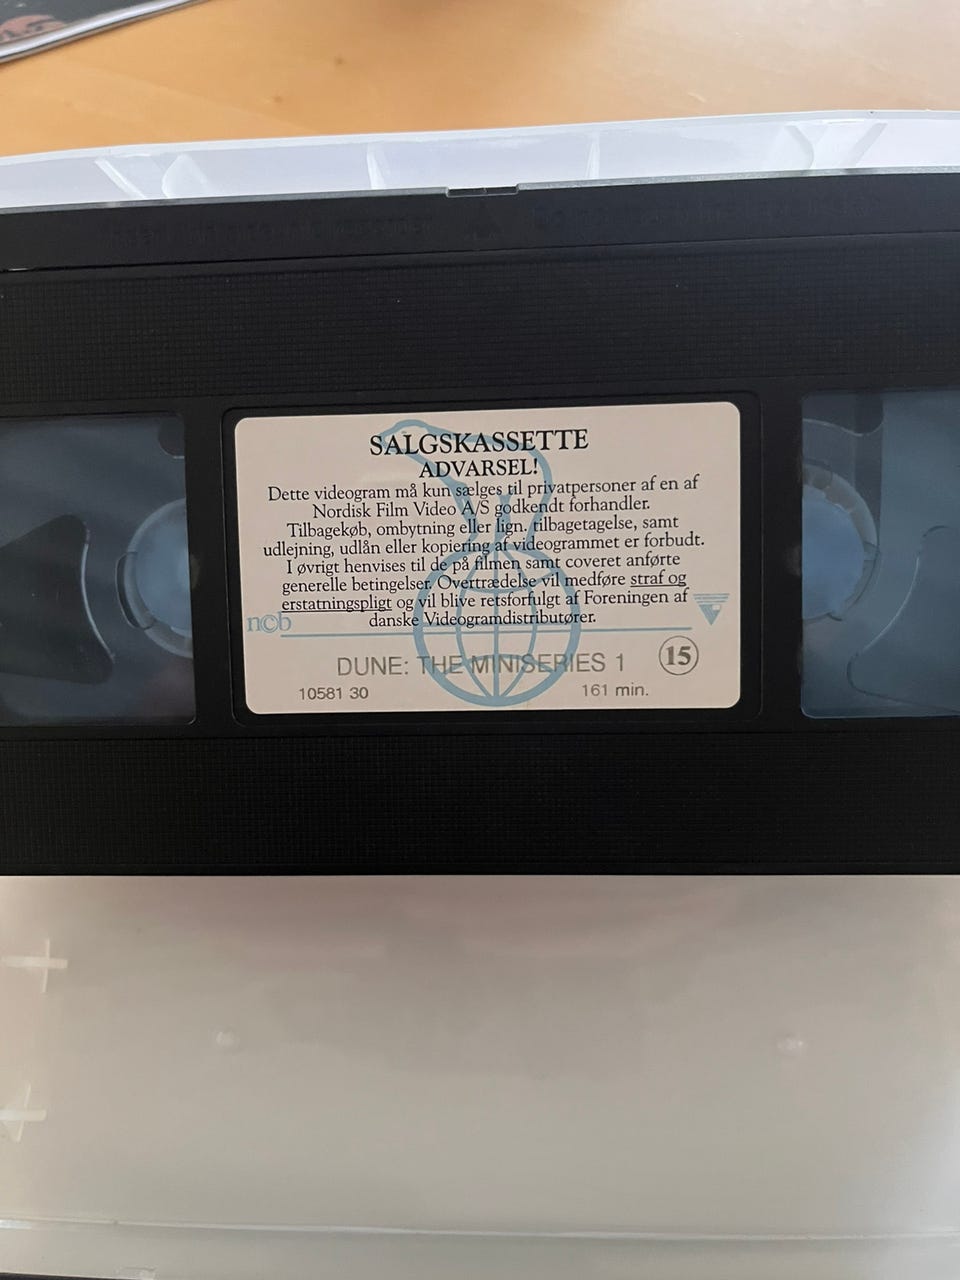 SALGSKASSETTE
ADVARSEL!
Dette videogram må kun sælges til privatpersoner af en af
Nordisk Film Video A/S godkendt forhandler.
Tilbagekøb, ombytning eller lign. tilbagetagelse, samt
udlejning, udlån eller kopiering af videogrammet er forbudt.
I øvrigt henvises til de på filmen samt coveret anførte
generelle betingelser. Overtrædelse vil medføre straf og
erstatningspligt og vil blive retsforfulgt af Foreningen af
danske Videogramdistributører.
n©b
DUNE: THE MINISERIES 1 15
10581 30 161 min.